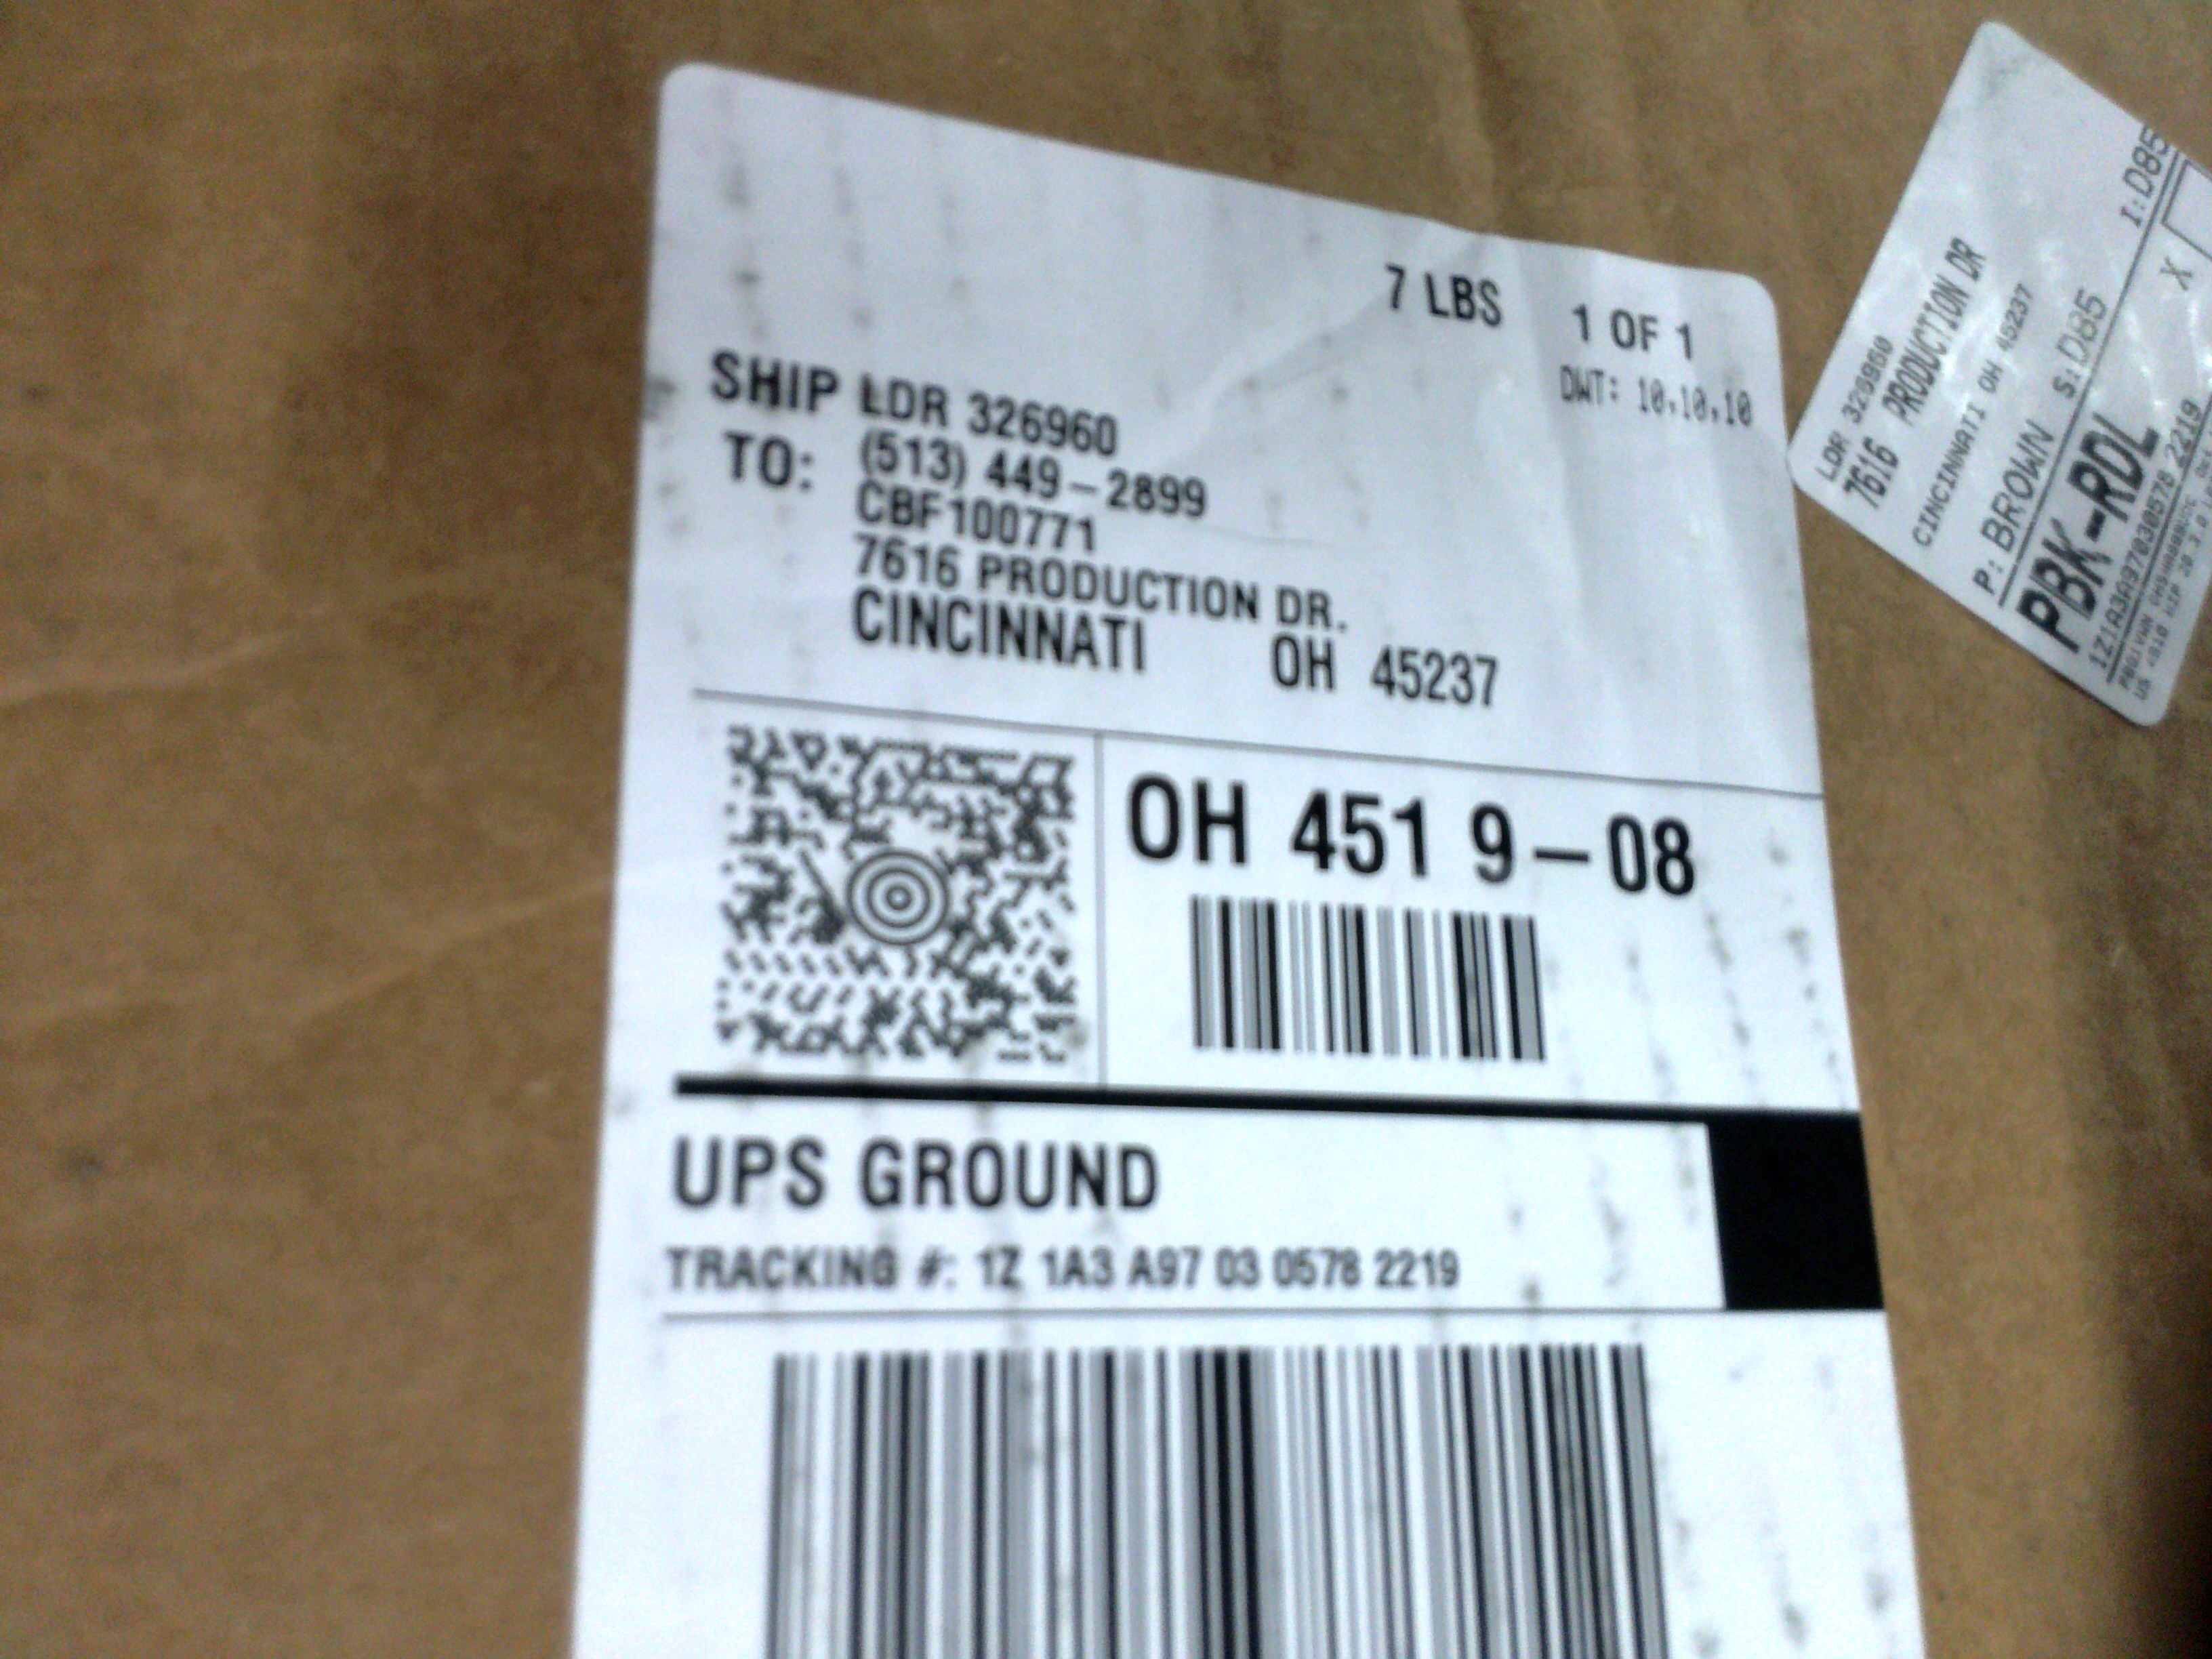 7 LBS 1 OF 1
DWT: 10,10,10
SHIP LDR 326960
TO: (513) 449-2899
CBF100771
7616 PRODUCTION DR.
CINCINNATI OH 45237
OH 451 9-08
UPS GROUND
TRACKING #: 1Z 1A3 A97 03 0578 2219
LDR 326960
7616 PRODUCTION DR
CINCINNATI OH 45237
P: BROWN S: D85 I: D85
PBK-RDL X
1Z1A3A970305782219